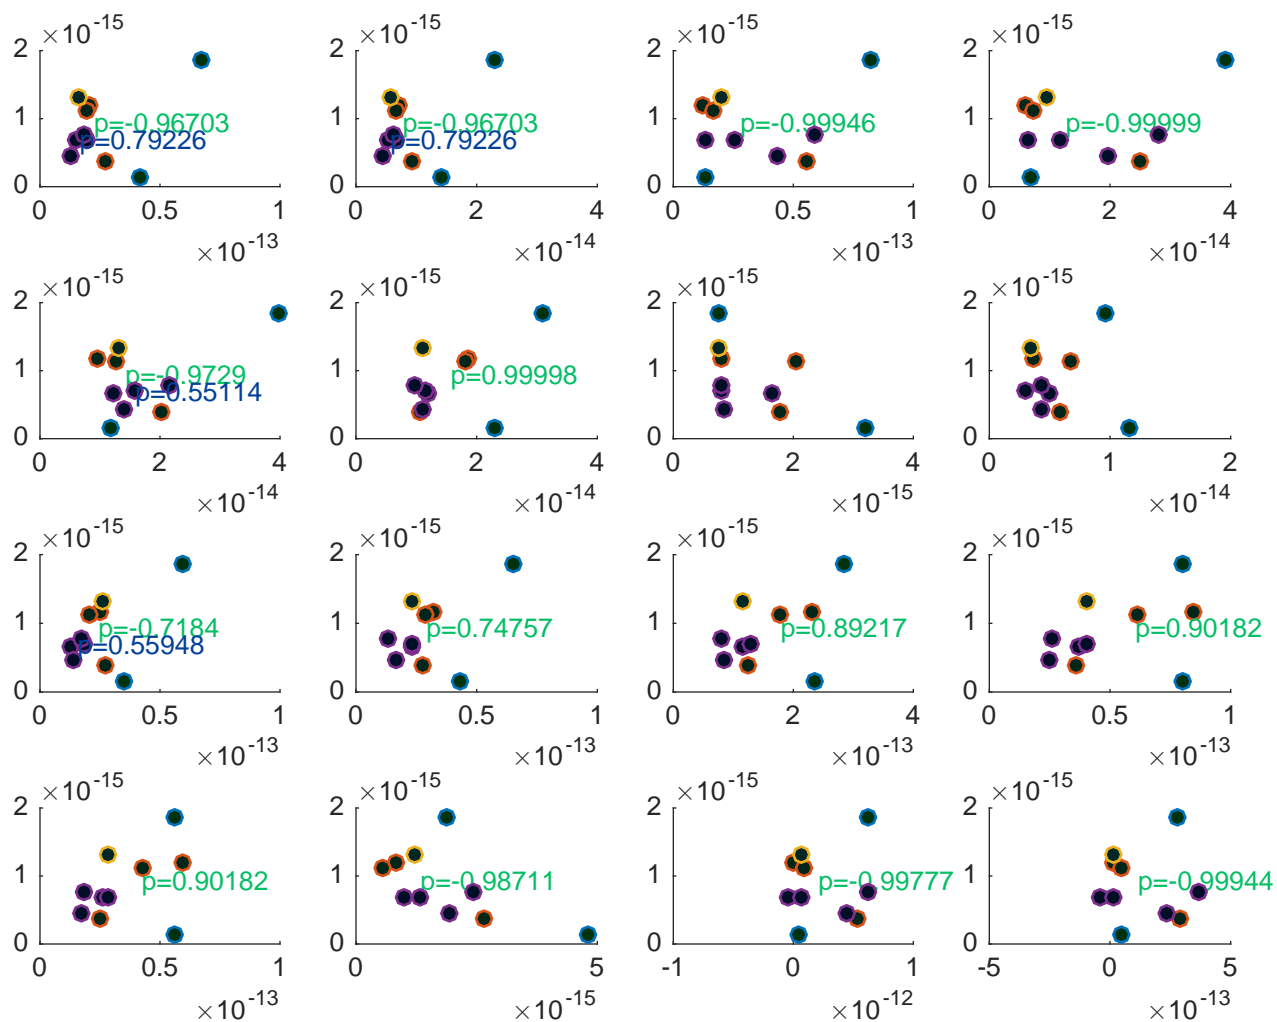 ×10-15 ×10-15 ×10-15 ×10-15
2 2 2 2
p=-0.96703 p=-0.96703 p=-0.99946 p=-0.99999
1 1 1 1
p=0.79226 p=0.79226
0 0 0 0
0 0.5 1 0 2 4 0 0.5 1 0 2 4
×10-13 ×10-14 ×10-13 ×10-14
×10-15 ×10-15 ×10-15 ×10-15
2 2 2 2
p=-0.9729 p=0.99998
1 1 1 1
p=0.55114
0 0 0 0
0 2 4 0 2 4 0 2 4 0 1 2
×10-14 ×10-14 ×10-15 ×10-14
×10-15 ×10-15 ×10-15 ×10-15
2 2 2 2
1 1 1 1
p=-0.7184 p=0.74757 p=0.89217 p=0.90182
p=0.55948
0 0 0 0
0 0.5 1 0 0.5 1 0 2 4 0 0.5 1
×10-13 ×10-13 ×10-13 ×10-13
×10-15 ×10-15 ×10-15 ×10-15
2 2 2 2
1 1 1 1
p=0.90182 p=-0.98711 p=-0.99777 p=-0.99944
0 0 0 0
0 0.5 1 0 5 -1 0 1 -5 0 5
×10-13 ×10-15 ×10-12 ×10-13